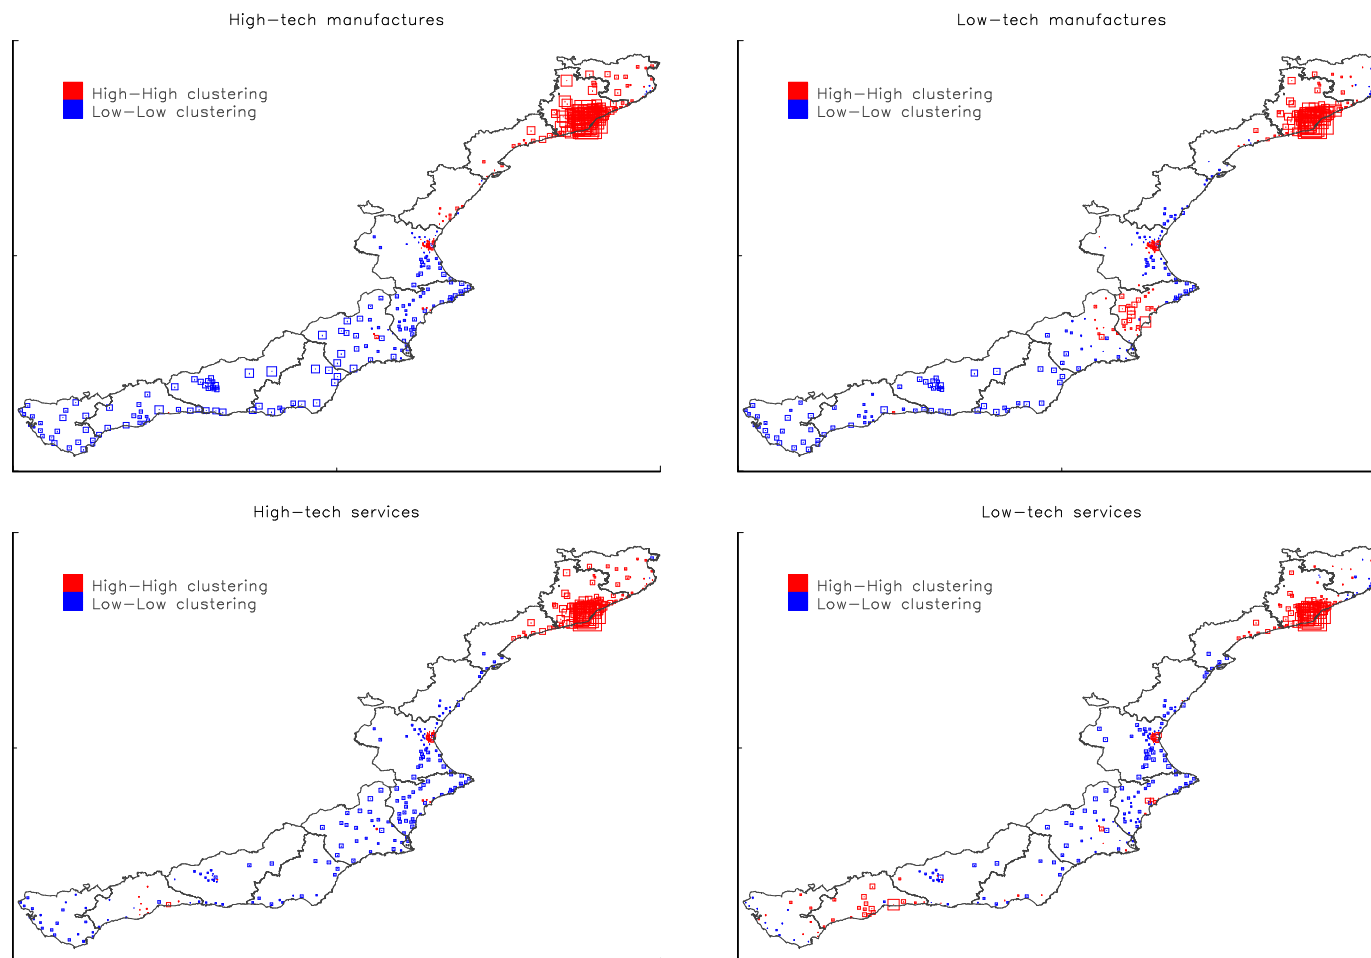 High-tech manufactures
High-High clustering
Low-Low clustering
Low-tech manufactures
High-High clustering
Low-Low clustering
High-tech services
High-High clustering
Low-Low clustering
Low-tech services
High-High clustering
Low-Low clustering